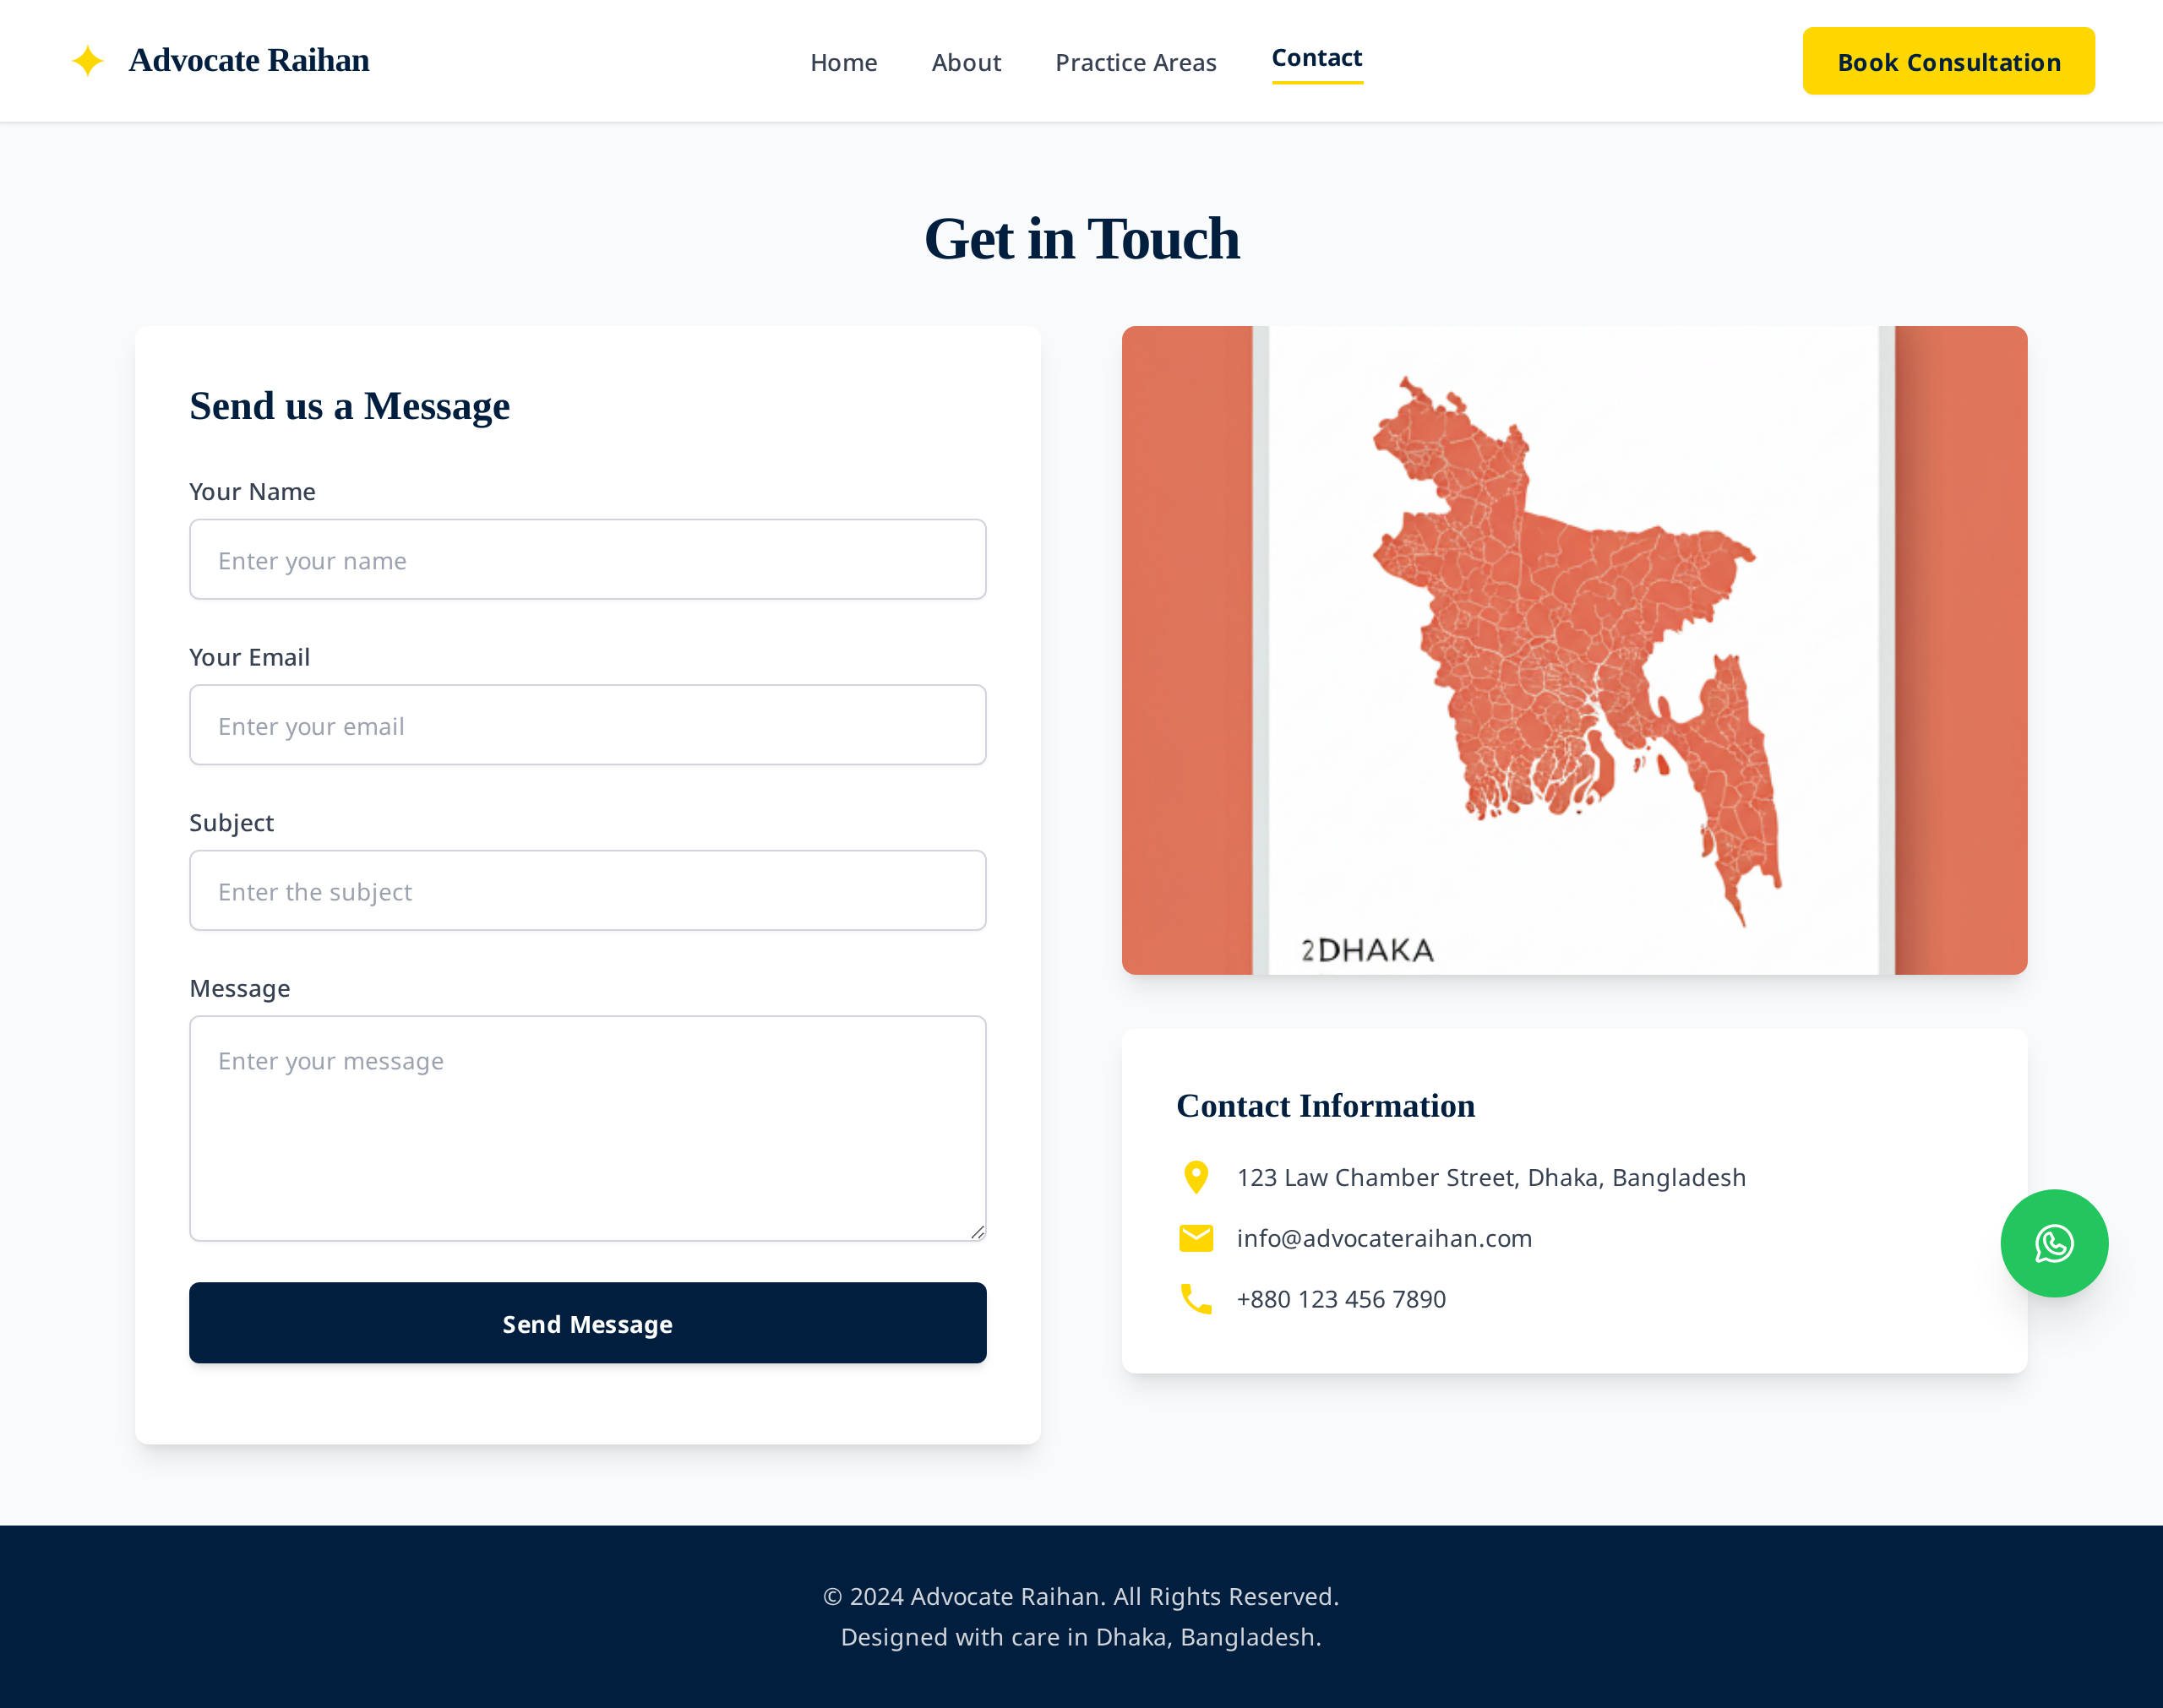 Advocate Raihan
Home
About
Practice Areas
Contact
Book Consultation
Get in Touch
Send us a Message
Your Name
Enter your name
Your Email
Enter your email
Subject
Enter the subject
Message
Enter your message
Send Message
2DHAKA
Contact Information
123 Law Chamber Street, Dhaka, Bangladesh
info@advocateraihan.com
+880 123 456 7890
© 2024 Advocate Raihan. All Rights Reserved.
Designed with care in Dhaka, Bangladesh.